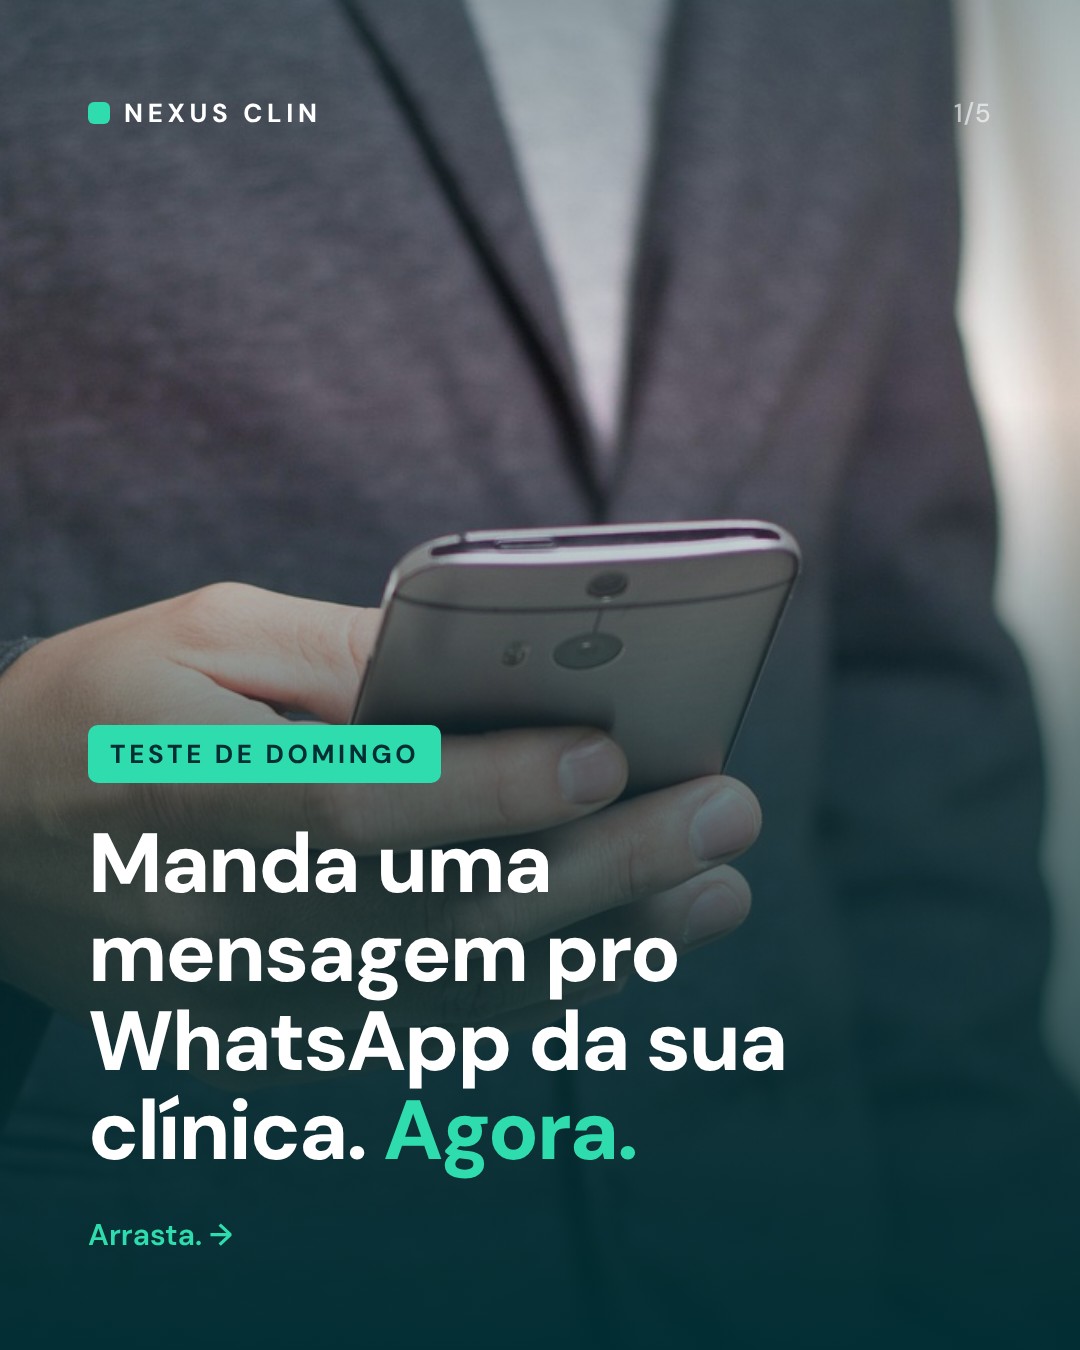 NEXUS CLIN
1/5
TESTE DE DOMINGO
Manda uma
mensagem pro
WhatsApp da sua
clínica. Agora.
Arrasta. →